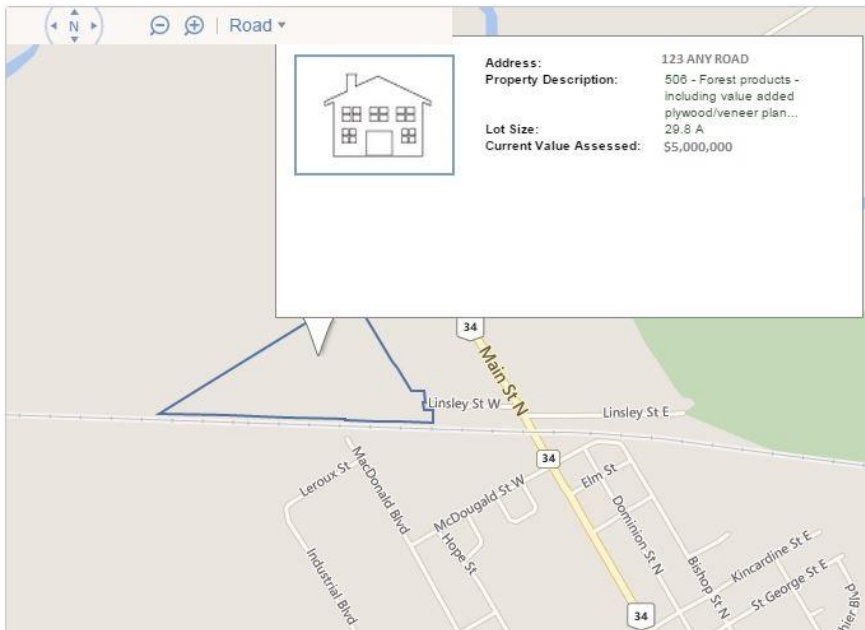 N
Road
Address: 123 ANY ROAD
Property Description: 506 - Forest products -
including value added
plywood/veneer plan...
Lot Size: 29.8 A
Current Value Assessed: $5,000,000
34
Main St N
Linsley St W
Linsley St E
34
Leroux St
MacDonald Blvd
McDougald St W
Elm St
Hope St
Dominion St N
Industrial Blvd
Bishop St N
Kincardine St E
St George St E
34